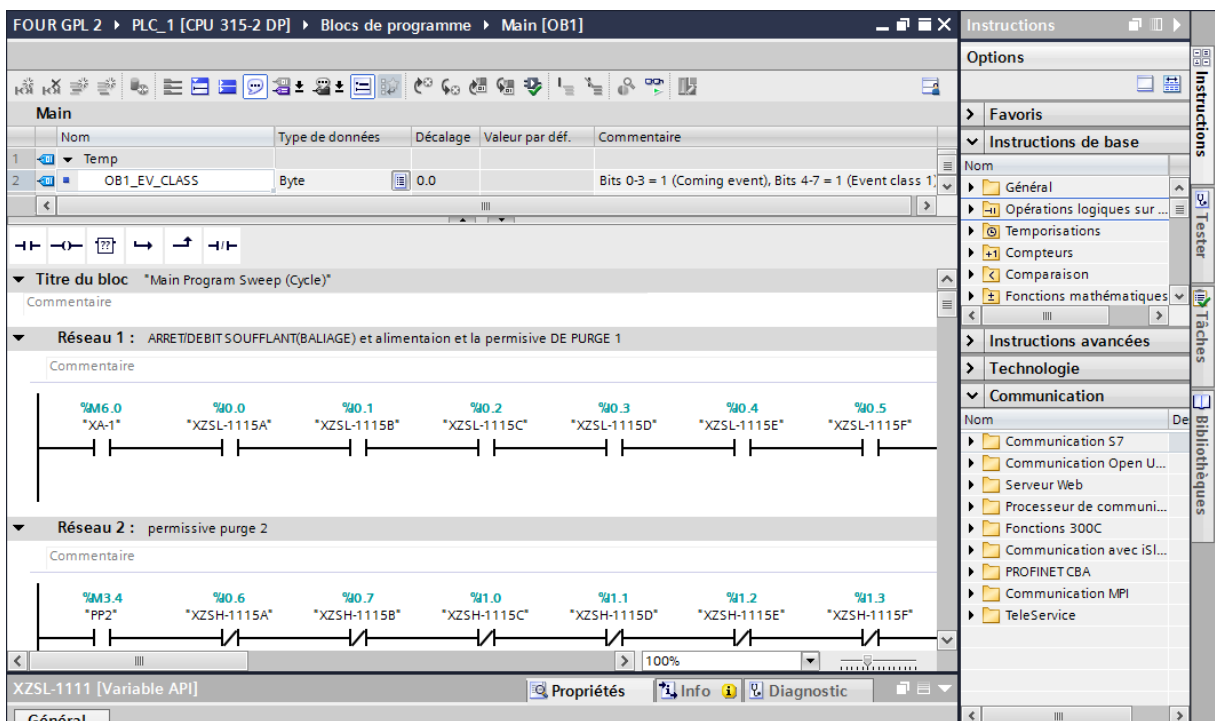 FOUR GPL 2 ▸ PLC_1 [CPU 315-2 DP] ▸ Blocs de programme ▸ Main [OB1]
Main
Nom Type de données Décalage Valeur par déf. Commentaire
1 Temp
2 OB1_EV_CLASS Byte 0.0 Bits 0-3 = 1 (Coming event), Bits 4-7 = 1 (Event class 1)
??
Titre du bloc "Main Program Sweep (Cycle)"
Commentaire
Réseau 1 : ARRET/DEBIT SOUFFLANT(BALIAGE) et alimentaion et la permisive DE PURGE 1
Commentaire
%M6.0 %I0.0 %I0.1 %I0.2 %I0.3 %I0.4 %I0.5
"XA-1" "XZSL-1115A" "XZSL-1115B" "XZSL-1115C" "XZSL-1115D" "XZSL-1115E" "XZSL-1115F"
Réseau 2 : permissive purge 2
Commentaire
%M3.4 %I0.6 %I0.7 %I1.0 %I1.1 %I1.2 %I1.3
"PP2" "XZSH-1115A" "XZSH-1115B" "XZSH-1115C" "XZSH-1115D" "XZSH-1115E" "XZSH-1115F"
100%
XZSL-1111 [Variable API]
Propriétés Info Diagnostic
Général
Instructions
Options
Favoris
Instructions de base
Nom
Général
Opérations logiques sur ...
Temporisations
Compteurs
Comparaison
Fonctions mathématiques
Instructions avancées
Technologie
Communication
Nom De
Communication S7
Communication Open U...
Serveur Web
Processeur de communi...
Fonctions 300C
Communication avec iSl...
PROFINET CBA
Communication MPI
TeleService
Instructions
Tester
Tâches
Bibliothèques